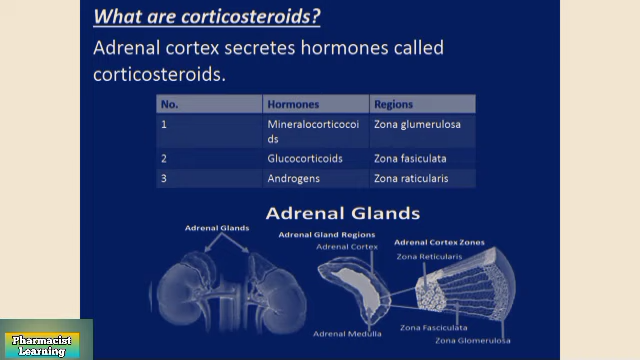 What are corticosteroids?
Adrenal cortex secretes hormones called
corticosteroids.
No. Hormones Regions
1 Mineralocorticocoi
ds Zona glumerulosa
2 Glucocorticoids Zona fasiculata
3 Androgens Zona raticularis
Adrenal Glands
Adrenal Glands
Adrenal Gland Regions
Adrenal Cortex
Adrenal Cortex Zones
Zona Reticularis
Adrenal Medulla
Zona Fasciculata
Zona Glomerulosa
Pharmacist
Learning